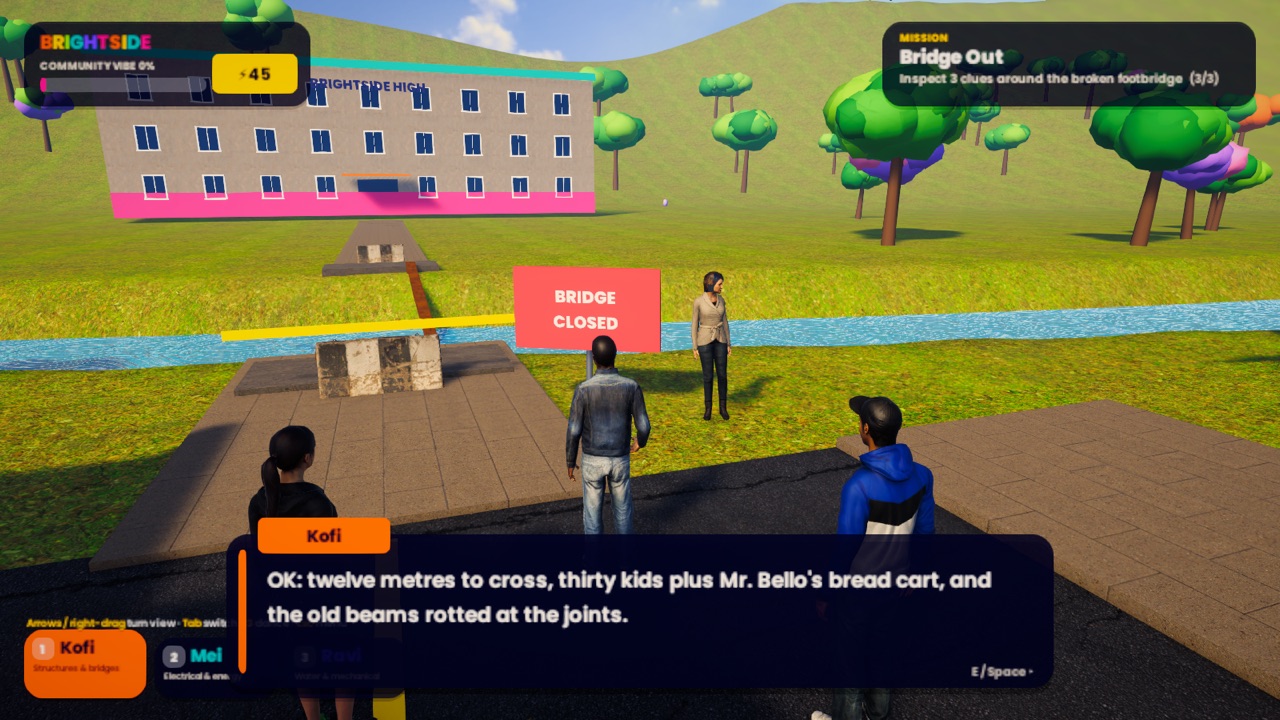 BRIGHTSIDE
COMMUNITY VIBE 0%
⚡45
MISSION
Bridge Out
Inspect 3 clues around the broken footbridge (3/3)
BRIGHTSIDE HIGH
BRIDGE
CLOSED
Kofi
OK: twelve metres to cross, thirty kids plus Mr. Bello's bread cart, and
the old beams rotted at the joints.
E/Space
Arrows / right-drag turn view · Tab
1 Kofi
Structures & bridges
2 Mei
Electrical &
3 Ravi
Water & mechanical